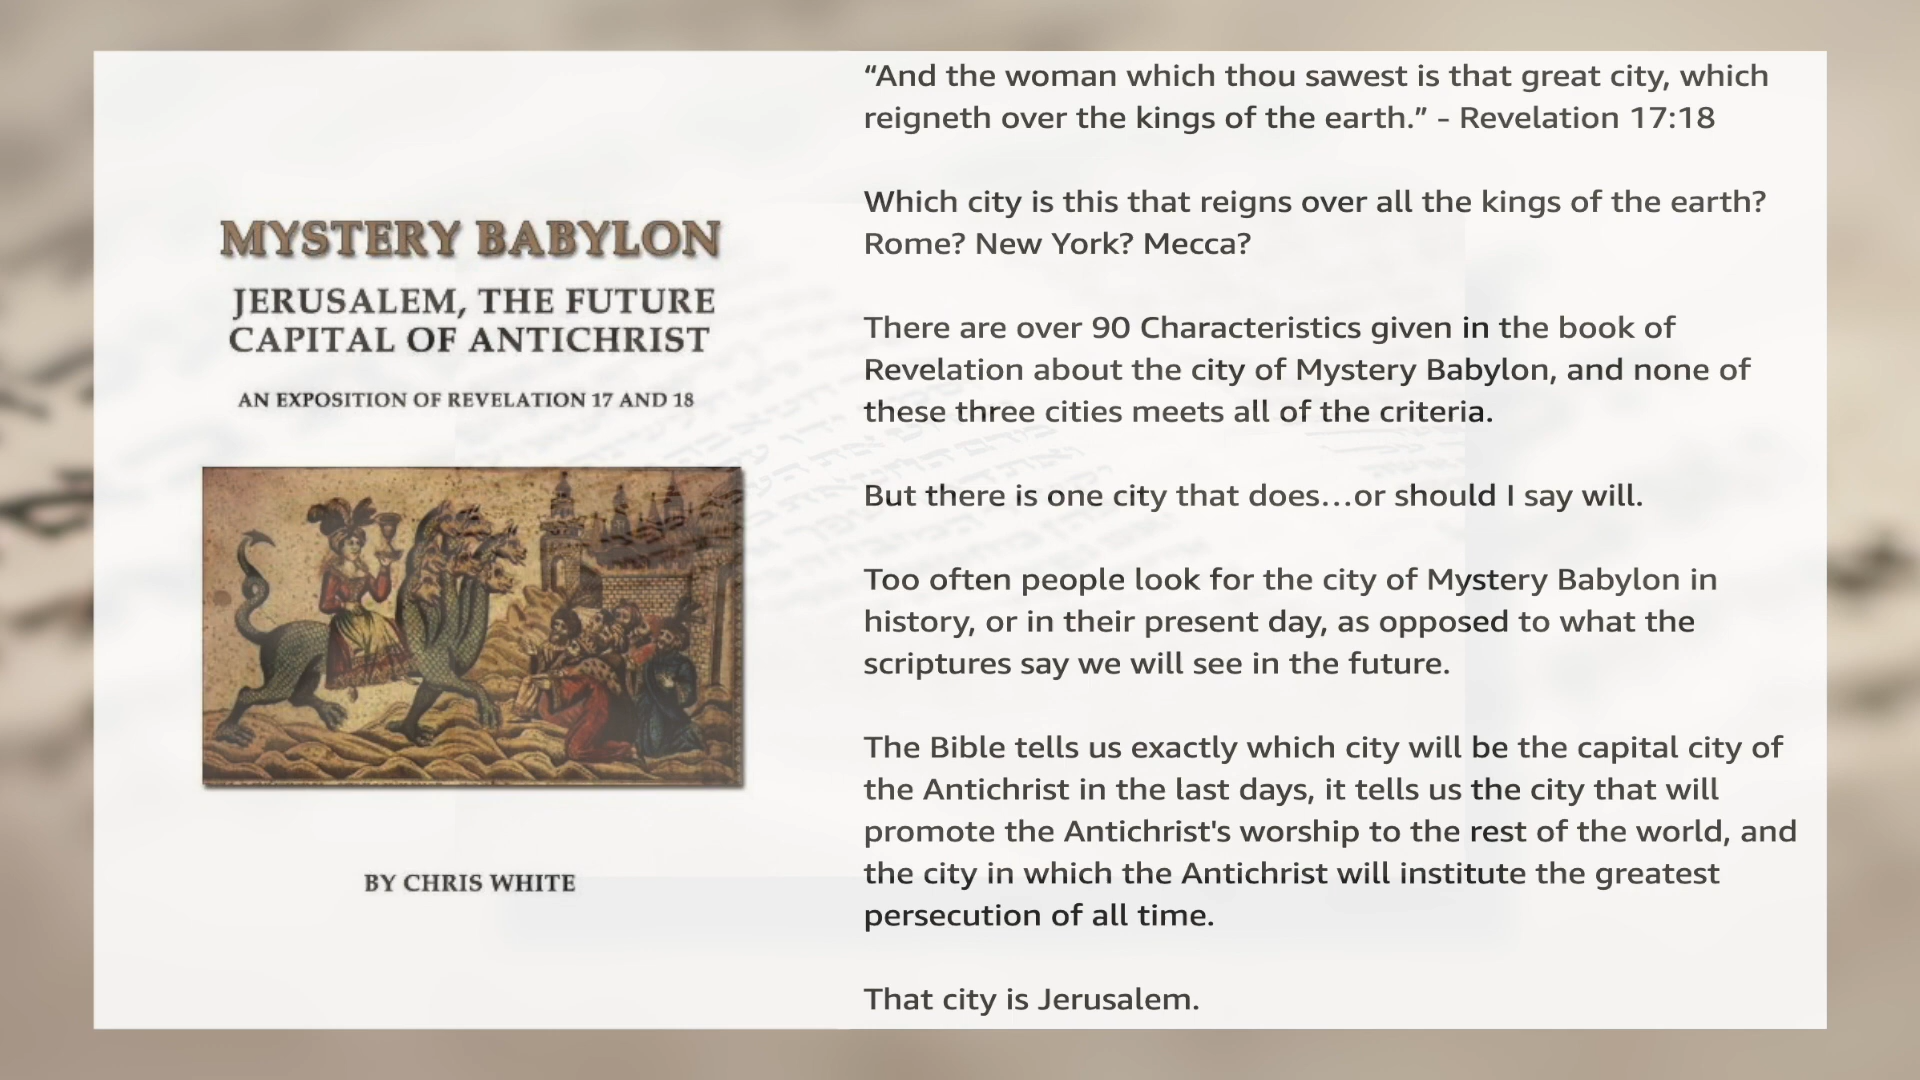 MYSTERY BABYLON
JERUSALEM, THE FUTURE
CAPITAL OF ANTICHRIST
AN EXPOSITION OF REVELATION 17 AND 18
BY CHRIS WHITE
“And the woman which thou sawest is that great city, which
reigneth over the kings of the earth.” - Revelation 17:18
Which city is this that reigns over all the kings of the earth?
Rome? New York? Mecca?
There are over 90 Characteristics given in the book of
Revelation about the city of Mystery Babylon, and none of
these three cities meets all of the criteria.
But there is one city that does…or should I say will.
Too often people look for the city of Mystery Babylon in
history, or in their present day, as opposed to what the
scriptures say we will see in the future.
The Bible tells us exactly which city will be the capital city of
the Antichrist in the last days, it tells us the city that will
promote the Antichrist's worship to the rest of the world, and
the city in which the Antichrist will institute the greatest
persecution of all time.
That city is Jerusalem.